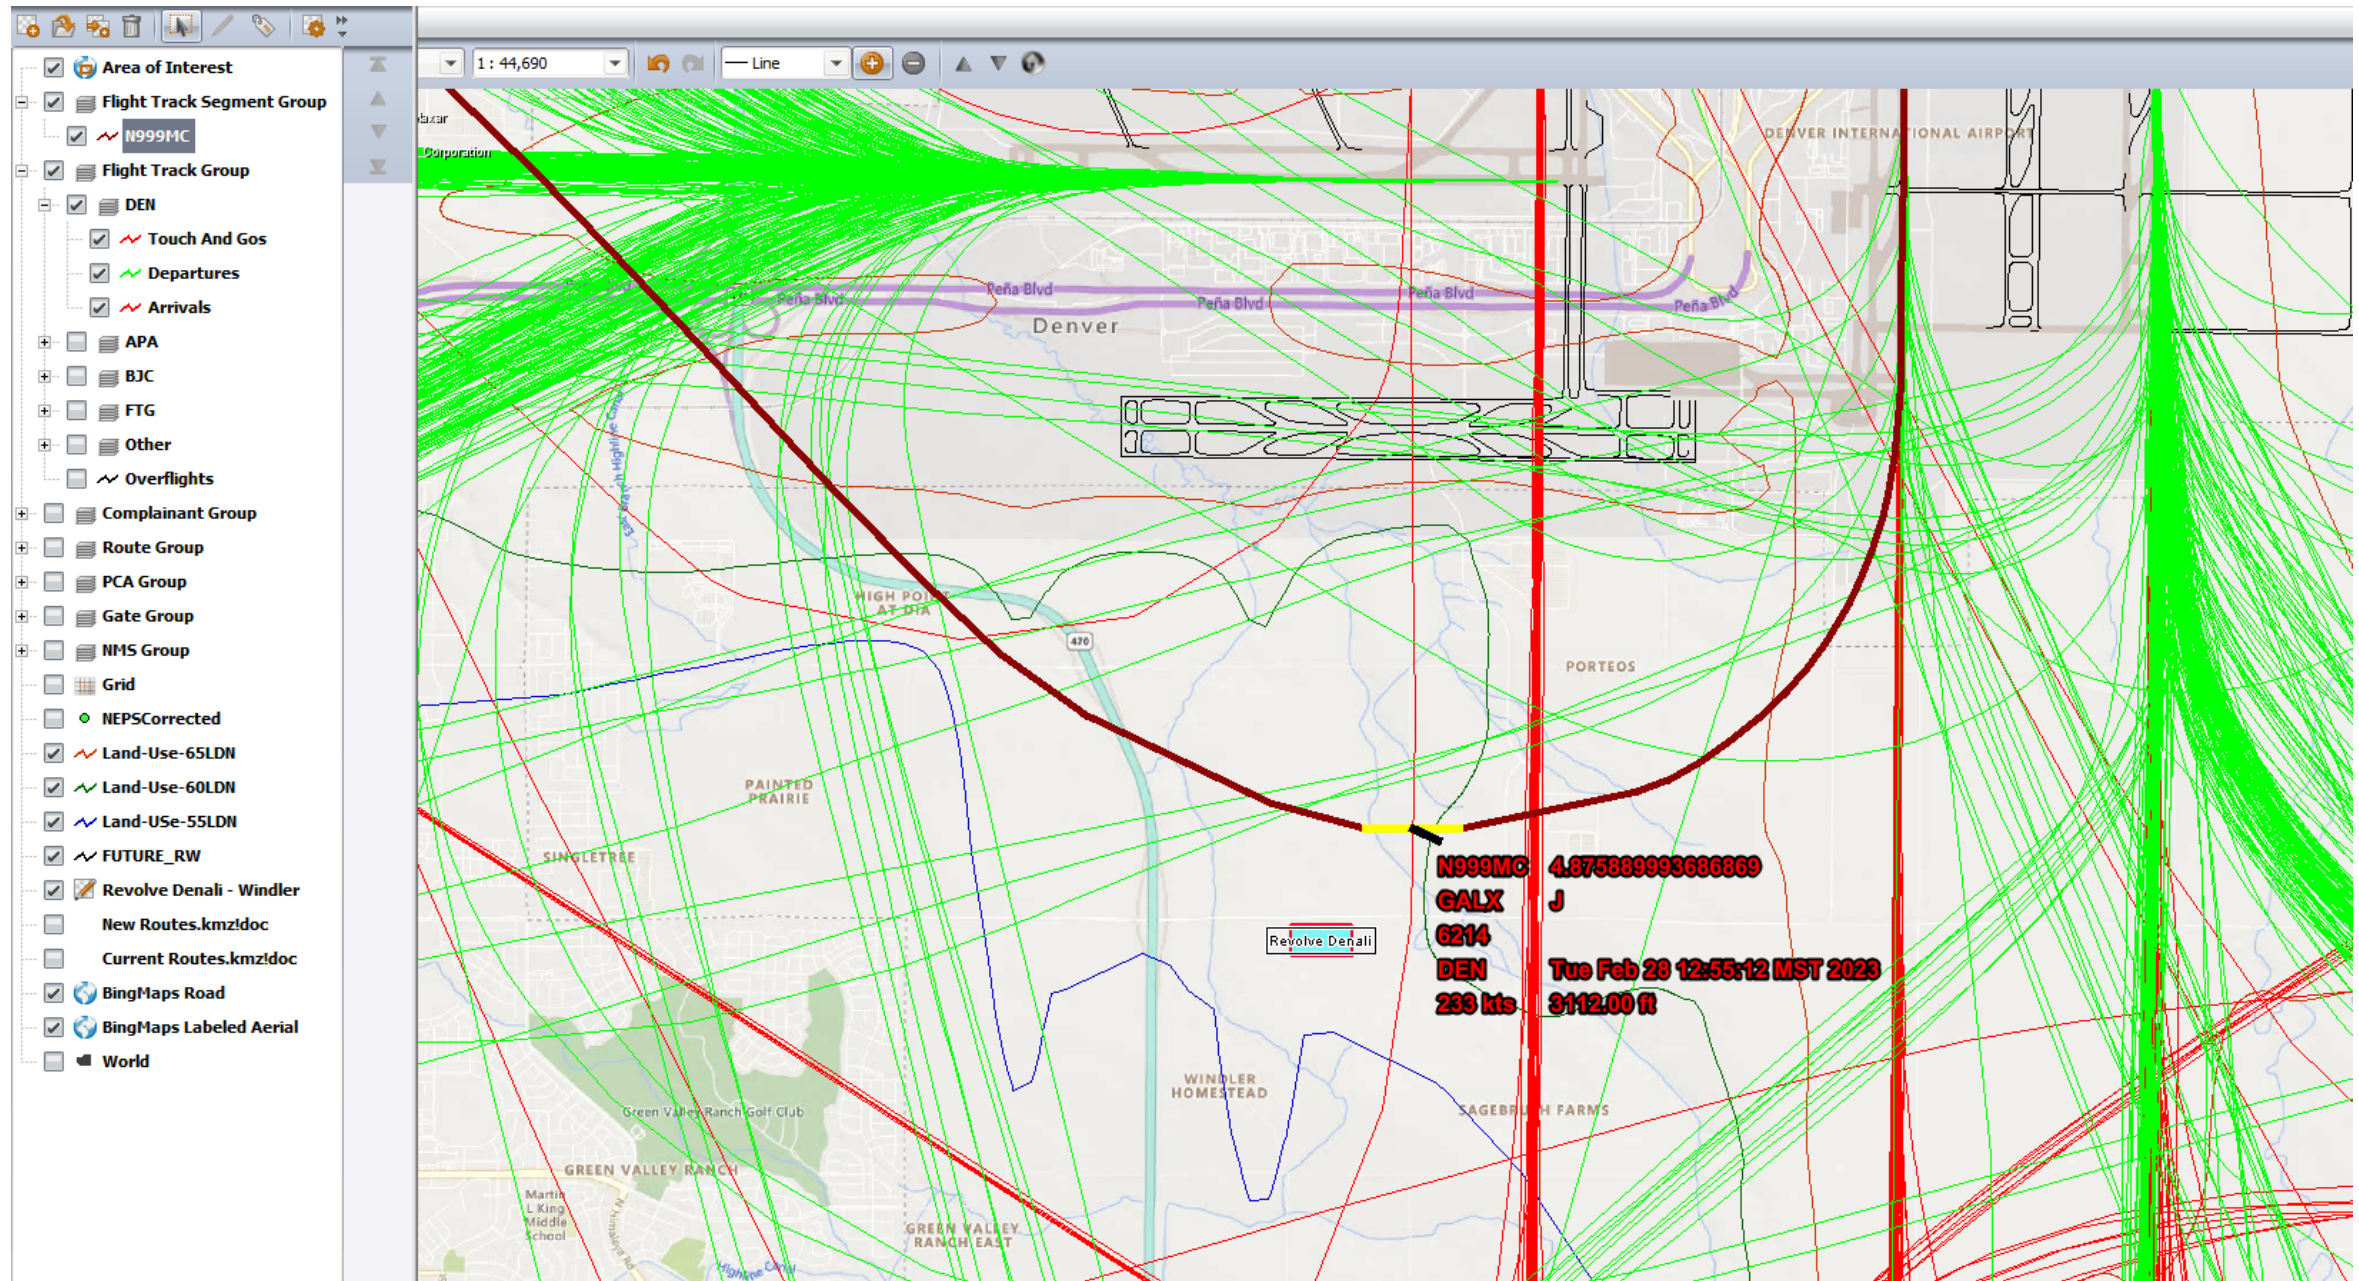 Area of Interest
Flight Track Segment Group
N999MC
Flight Track Group
DEN
Touch And Gos
Departures
Arrivals
APA
BJC
FTG
Other
Overflights
Complainant Group
Route Group
PCA Group
Gate Group
NMS Group
Grid
NEPSCorrected
Land-Use-65LDN
Land-Use-60LDN
Land-USe-55LDN
FUTURE_RW
Revolve Denali - Windler
New Routes.kmz!doc
Current Routes.kmz!doc
BingMaps Road
BingMaps Labeled Aerial
World
1 : 44,690
Line
Corporation
DENVER INTERNATIONAL AIRPORT
Peña Blvd
Peña Blvd
Peña Blvd
Peña Blvd
Peña Blvd
Denver
HIGH POINT
AT DIA
470
PORTEOS
PAINTED
PRAIRIE
SINGLETREE
N999MC 4.875889993686869
GALX J
6214
DEN Tue Feb 28 12:55:12 MST 2023
233 kts 3112.00 ft
Revolve Denali
WINDLER
HOMESTEAD
SAGEBRUSH FARMS
Green Valley Ranch Golf Club
GREEN VALLEY RANCH
Martin
L King
Middle
School
N Himalaya Rd
GREEN VALLEY
RANCH EAST
Highline Canal